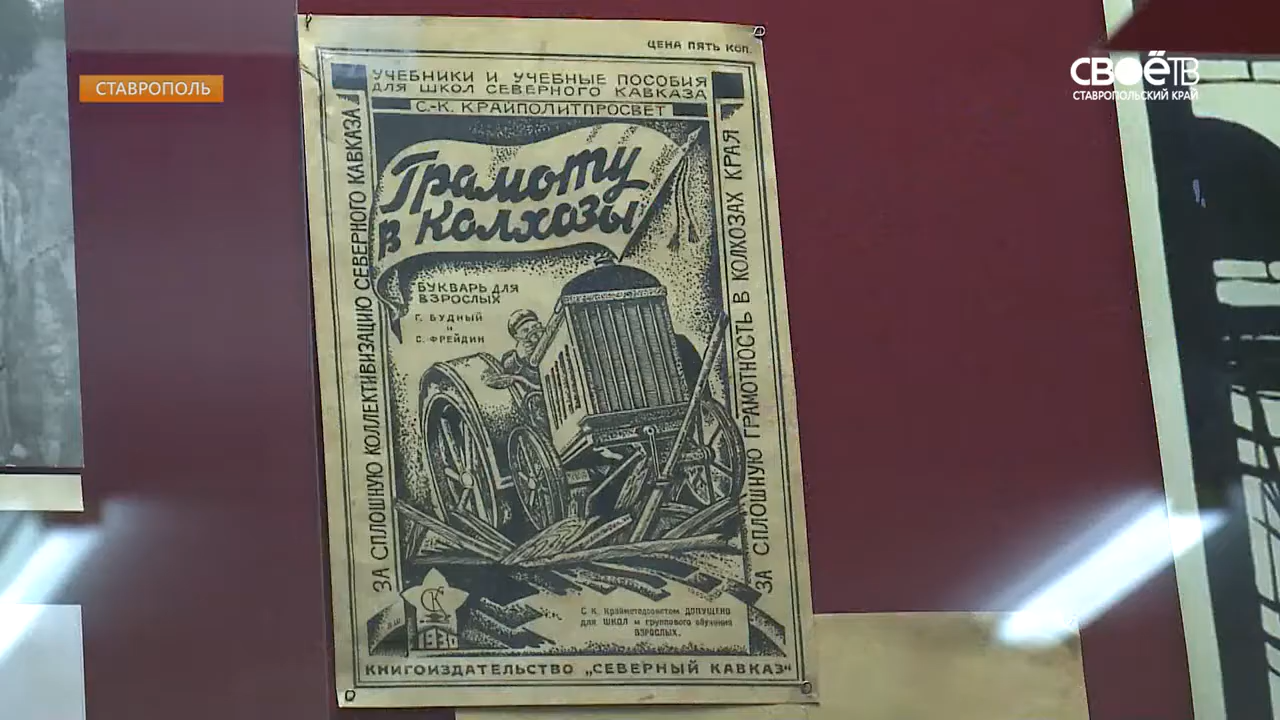 СТАВРОПОЛЬ
СВОЁТВ
СТАВРОПОЛЬСКИЙ КРАЙ
ЦЕНА ПЯТЬ КОП.
УЧЕБНИКИ И УЧЕБНЫЕ ПОСОБИЯ
ДЛЯ ШКОЛ СЕВЕРНОГО КАВКАЗА
С.-К. КРАЙПОЛИТПРОСВЕТ
ЗА СПЛОШНУЮ КОЛЛЕКТИВИЗАЦИЮ СЕВЕРНОГО КАВКАЗА
Грамоту
в Колхозы
БУКВАРЬ ДЛЯ
ВЗРОСЛЫХ
Г. БУДНЫЙ
и
С. ФРЕЙДИН
ЗА СПЛОШНУЮ ГРАМОТНОСТЬ В КОЛХОЗАХ КРАЯ
СК
1930
С К. Крайметодсоветом ДОПУЩЕНО
для ШКОЛ и группового обучения
ВЗРОСЛЫХ.
КНИГОИЗДАТЕЛЬСТВО „СЕВЕРНЫЙ КАВКАЗ"